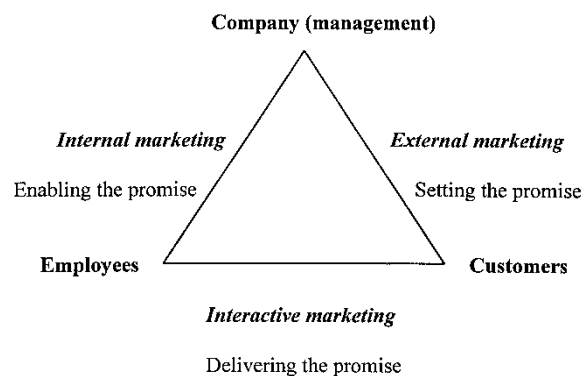 Company (management)
Internal marketing
External marketing
Enabling the promise
Setting the promise
Employees
Customers
Interactive marketing
Delivering the promise